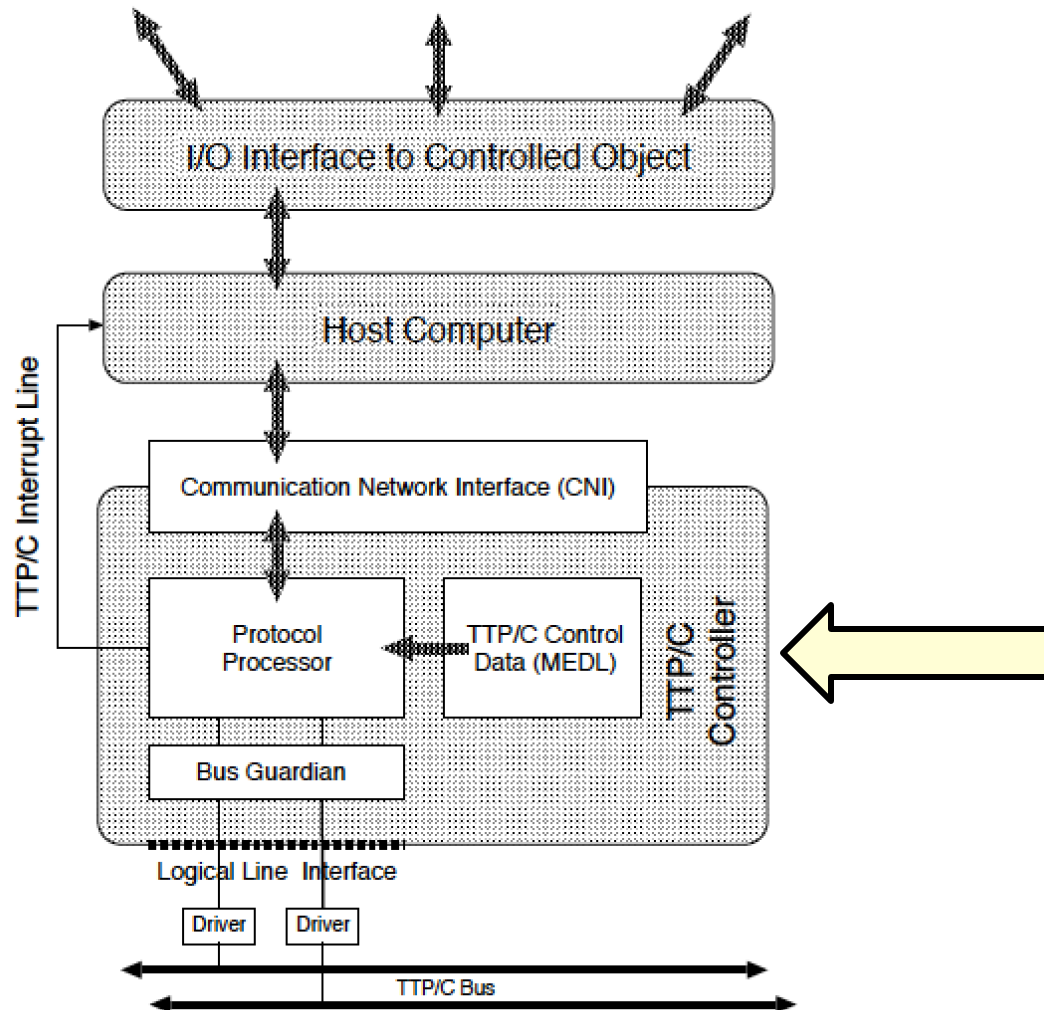 I/O Interface to Controlled Object
Host Computer
TTP/C Interrupt Line
Communication Network Interface (CNI)
Protocol
Processor
TTP/C Control
Data (MEDL)
TTP/C
Controller
Bus Guardian
Logical Line Interface
Driver
Driver
TTP/C Bus